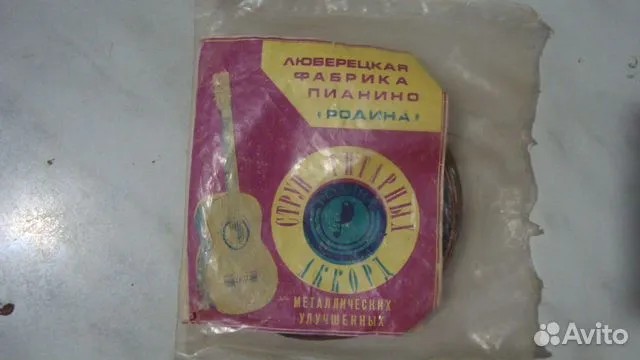 ЛЮБЕРЕЦКАЯ
ФАБРИКА
ПИАНИНО
«РОДИНА»
АККОРД
СТРУН ГИТАРНЫХ
МЕТАЛЛИЧЕСКИХ
УЛУЧШЕННЫХ
Avito